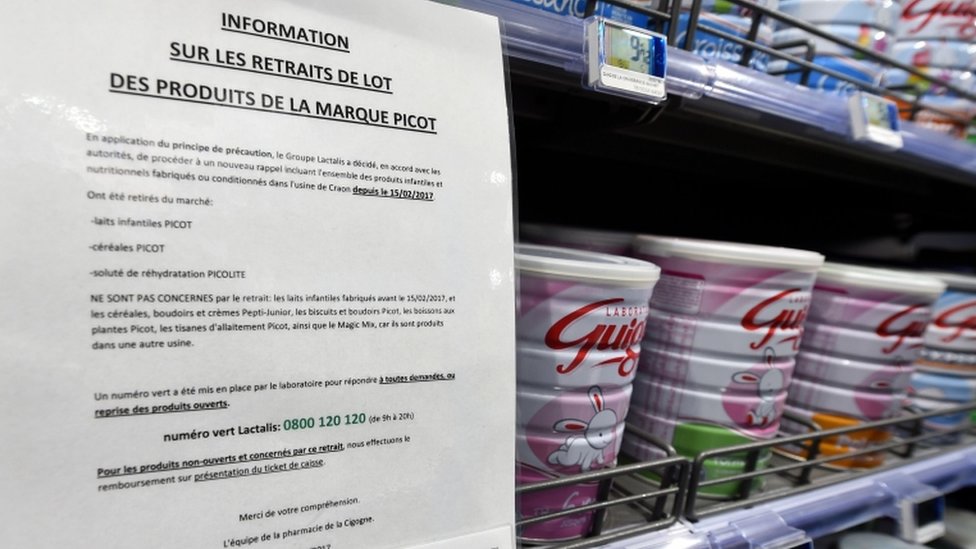 INFORMATION
SUR LES RETRAITS DE LOT
DES PRODUITS DE LA MARQUE PICOT
En application du principe de précaution, le Groupe Lactalis a décidé, en accord avec les
autorités, de procéder à un nouveau rappel incluant l'ensemble des produits infantiles et
nutritionnels fabriqués ou conditionnés dans l'usine de Craon depuis le 15/02/2017
Ont été retirés du marché:
-laits infantiles PICOT
-céréales PICOT
-soluté de réhydratation PICOLITE
NE SONT PAS CONCERNES par le retrait: les laits infantiles fabriqués avant le 15/02/2017, et
les céréales, boudoirs et crèmes Pepti-Junior, les biscuits et boudoirs Picot, les boissons aux
plantes Picot, les tisanes d'allaitement Picot, ainsi que le Magic Mix, car ils sont produits
dans une autre usine.
Un numéro vert a été mis en place par le laboratoire pour répondre à toutes demandes, ou
reprise des produits ouverts.
numéro vert Lactalis: 0800 120 120 (de 9h à 20h)
Pour les produits non-ouverts et concernés par ce retrait, nous effectuons le
remboursement sur présentation du ticket de caisse.
Merci de votre compréhension.
L'équipe de la pharmacie de la Cigogne.
2017
LABORA
Guig
Guig
Gui
Gu
croissance